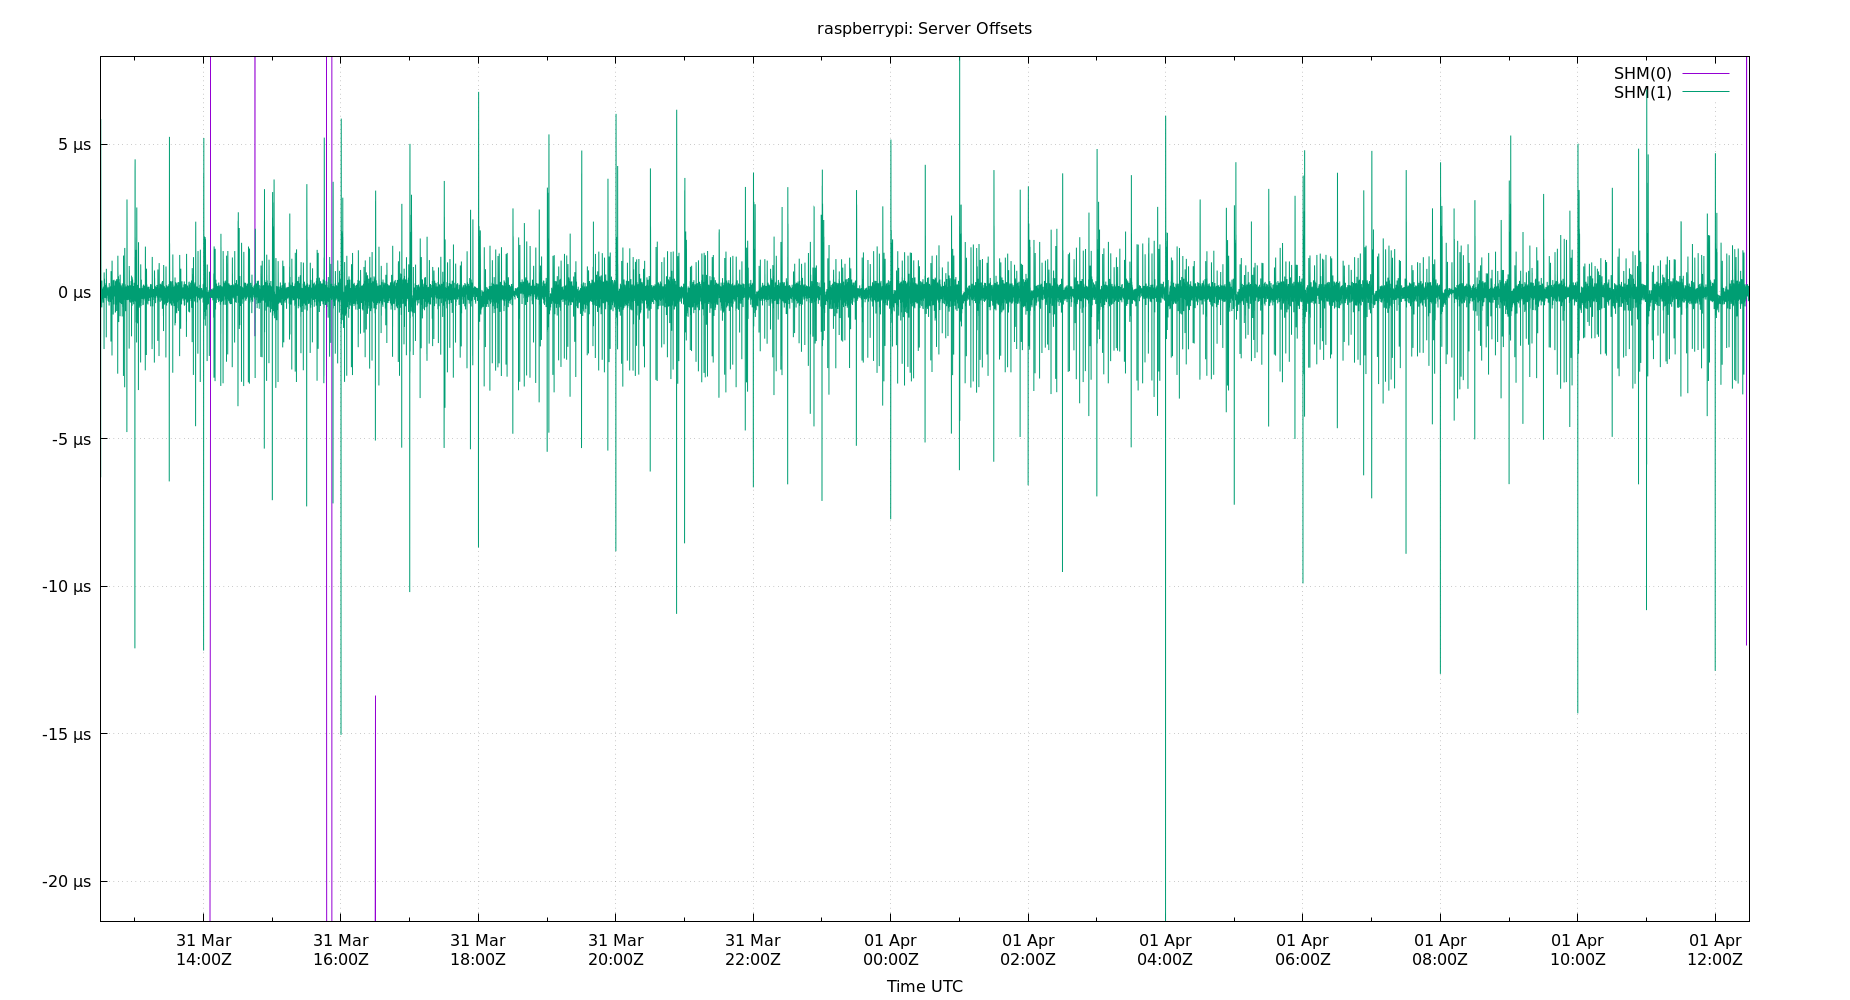 raspberrypi: Server Offsets
SHM(0)
SHM(1)
5 µs
0 µs
-5 µs
-10 µs
-15 µs
-20 µs
31 Mar 31 Mar 31 Mar 31 Mar 31 Mar 01 Apr 01 Apr 01 Apr 01 Apr 01 Apr 01 Apr 01 Apr
14:00Z 16:00Z 18:00Z 20:00Z 22:00Z 00:00Z 02:00Z 04:00Z 06:00Z 08:00Z 10:00Z 12:00Z
Time UTC